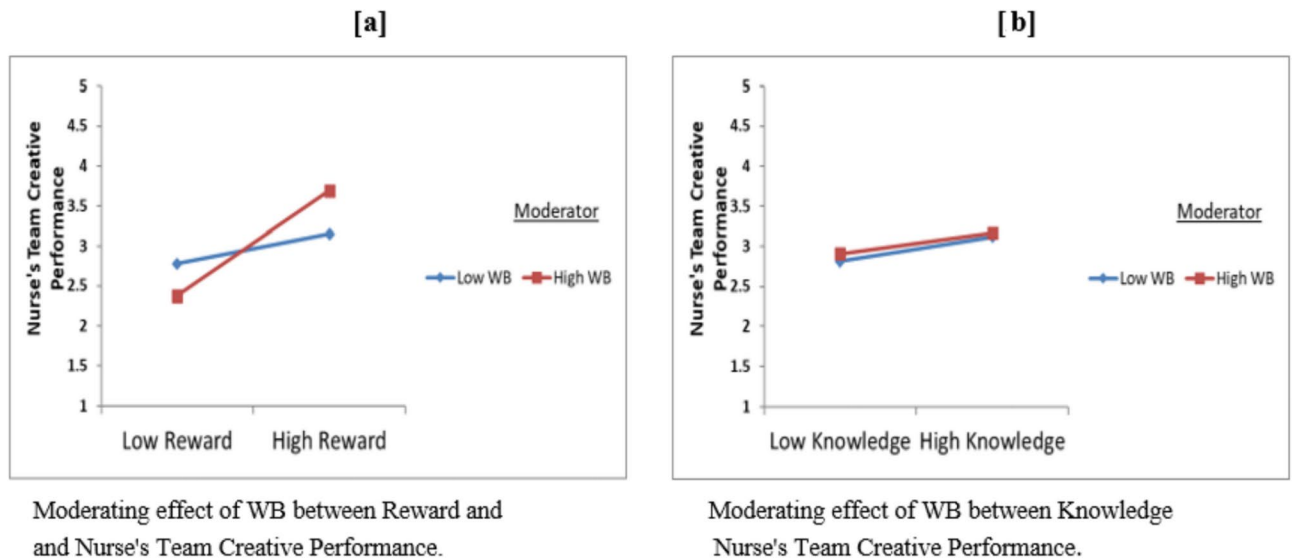 [a]
Nurse's Team Creative
Performance
5
4.5
4
3.5
3
2.5
2
1.5
1
Low Reward High Reward
Moderator
Low WB High WB
Moderating effect of WB between Reward and
and Nurse's Team Creative Performance.
[b]
Nurse's Team Creative
Performance
5
4.5
4
3.5
3
2.5
2
1.5
1
Low Knowledge High Knowledge
Moderator
Low WB High WB
Moderating effect of WB between Knowledge
Nurse's Team Creative Performance.